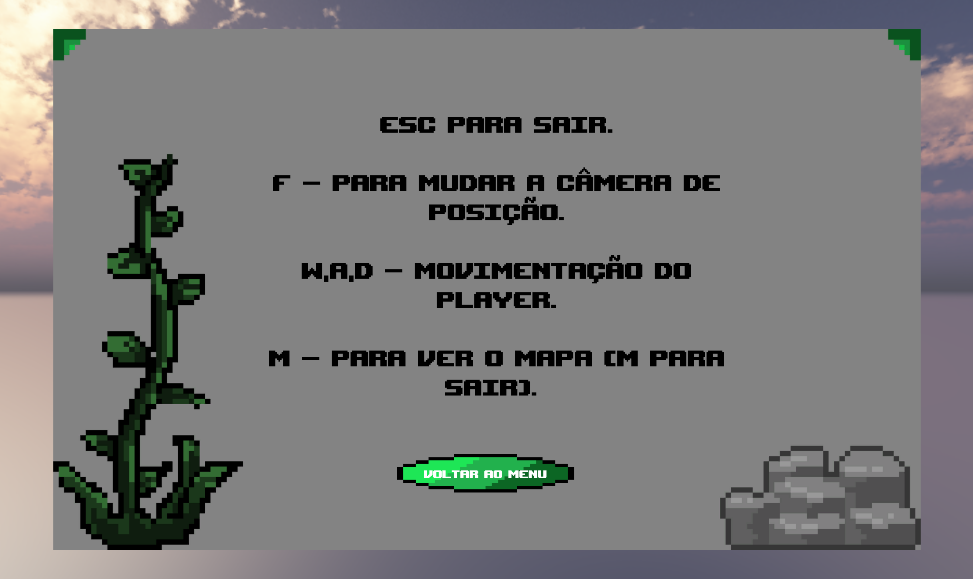 ESC PARA SAIR.
F - PARA MUDAR A CÂMERA DE
POSIÇÃO.
W,A,D - MOVIMENTAÇÃO DO
PLAYER.
M - PARA VER O MAPA (M PARA
SAIR).
VOLTAR AO MENU